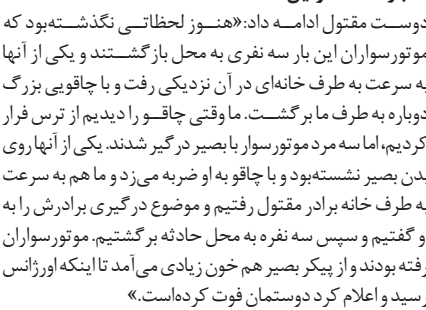 دوست مقتول ادامه داد:«هنوز لحظاتی نگذشته‌بود که
موتورسواران این بار سه نفری به محل بازگشتند و یکی از آنها
به سرعت به طرف خانه‌ای در آن نزدیکی رفت و با چاقویی بزرگ
دوباره به طرف ما برگشت. ما وقتی چاقو را دیدیم از ترس فرار
کردیم، اما سه مرد موتورسوار با بصیر درگیر شدند. یکی از آنها روی
بدن بصیر نشسته‌بود و با چاقو به او ضربه می‌زد و ما هم به سرعت
به طرف خانه برادر مقتول رفتیم و موضوع درگیری برادرش را به
او گفتیم و سپس سه نفره به محل حادثه برگشتیم. موتورسواران
رفته بودند و از پیکر بصیر هم خون زیادی می‌آمد تا اینکه اورژانس
رسید و اعلام کرد دوستمان فوت کرده‌است.»